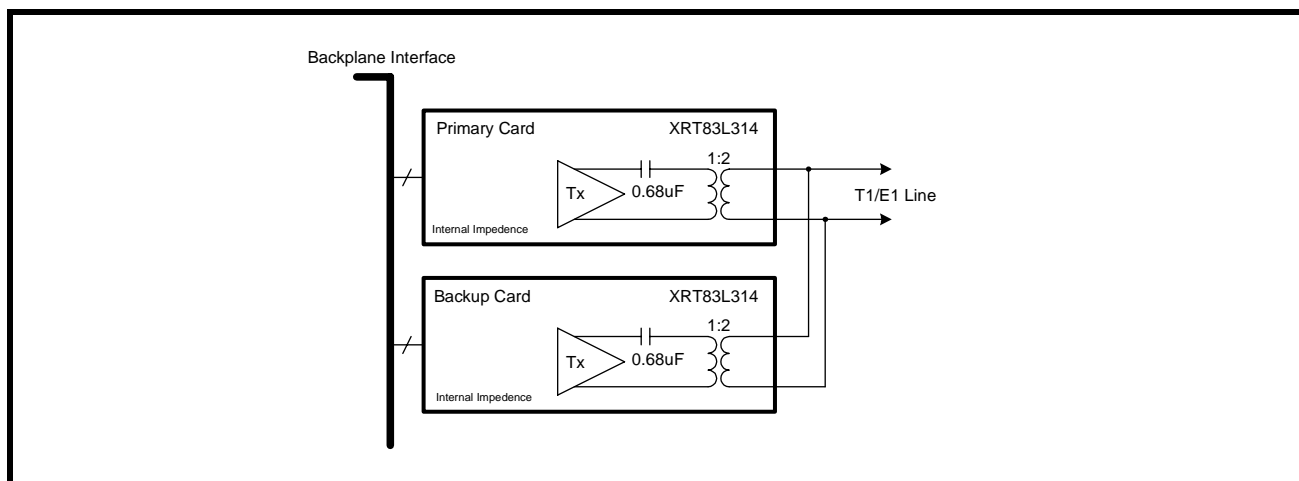 Backplane Interface
Primary Card XRT83L314
1:2
Tx 0.68uF
T1/E1 Line
Internal Impedence
Backup Card XRT83L314
1:2
Tx 0.68uF
Internal Impedence